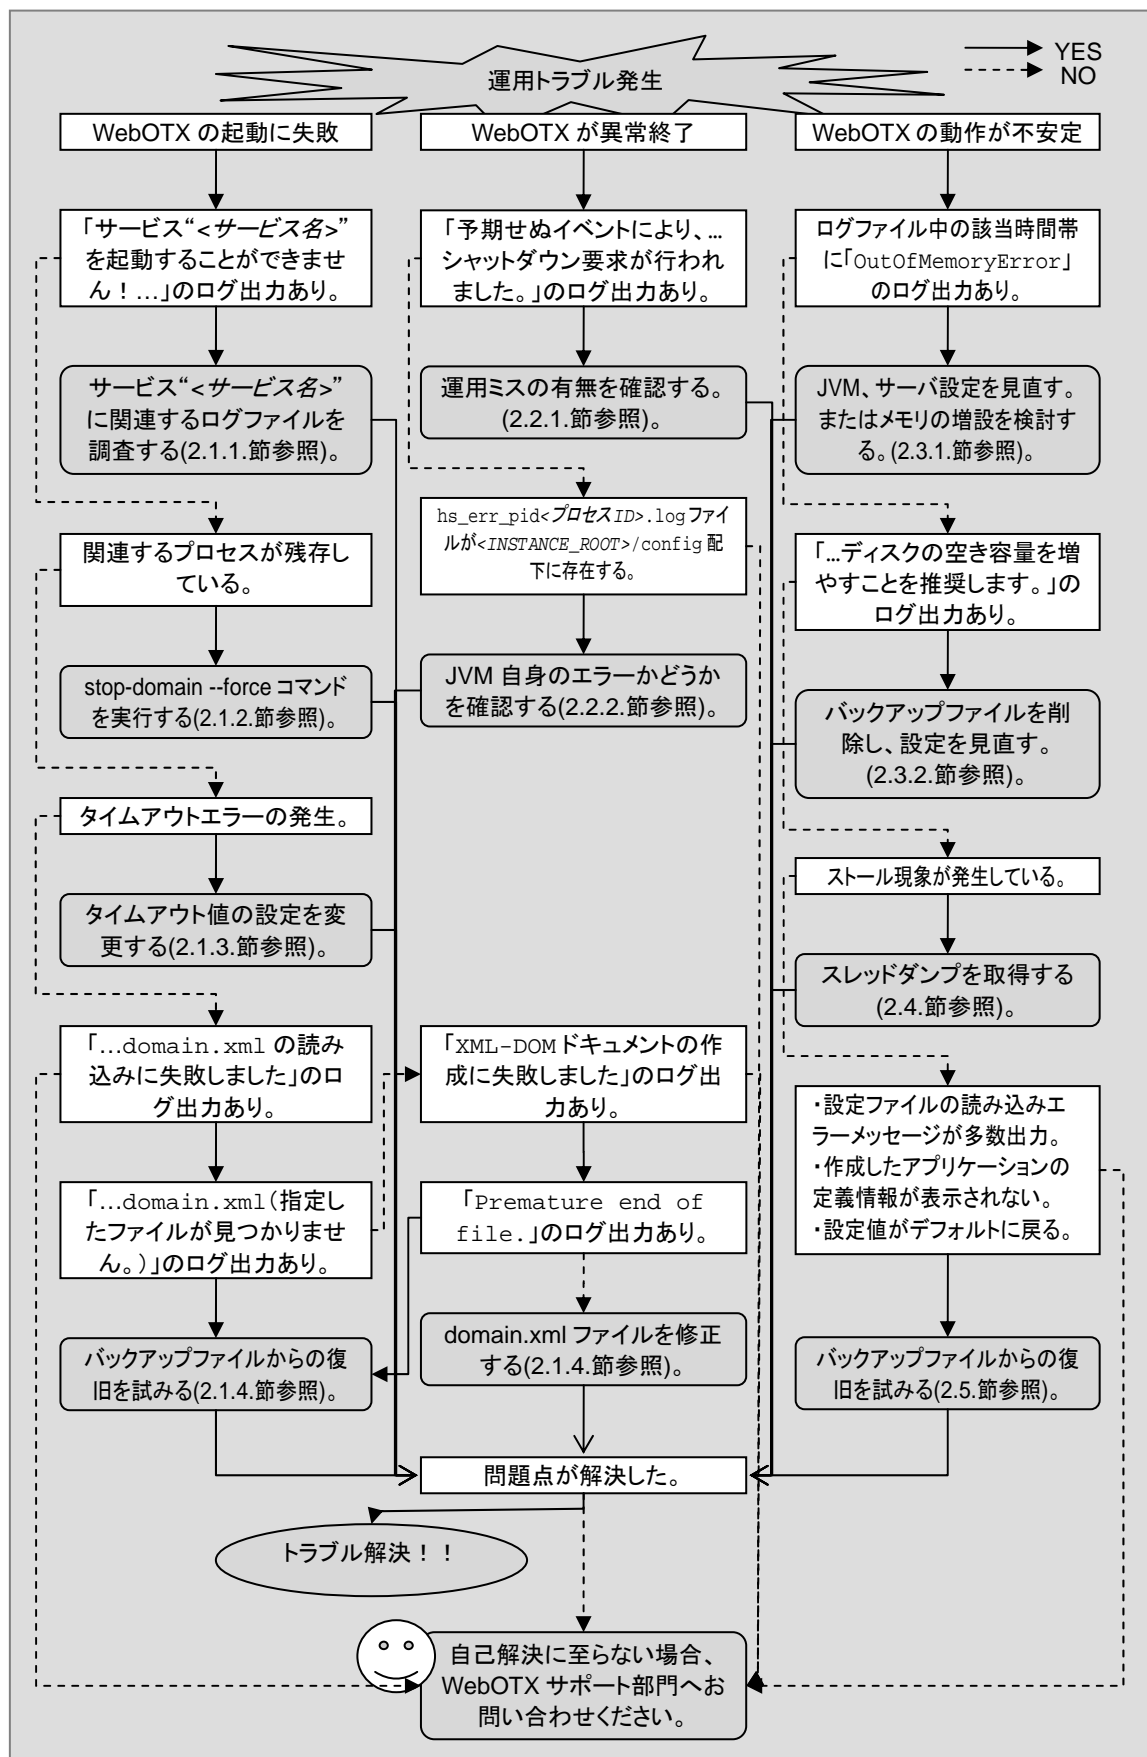 運用トラブル発生
YES
NO
WebOTX の起動に失敗
「サービス“<サービス名>”
を起動することができませ
ん！...」のログ出力あり。
サービス“<サービス名>”
に関連するログファイルを
調査する(2.1.1.節参照)。
関連するプロセスが残存し
ている。
stop-domain --force コマンド
を実行する(2.1.2.節参照)。
タイムアウトエラーの発生。
タイムアウト値の設定を変
更する(2.1.3.節参照)。
「...domain.xml の読み
込みに失敗しました」のロ
グ出力あり。
「...domain.xml(指定し
たファイルが見つかりませ
ん。)」のログ出力あり。
バックアップファイルからの復
旧を試みる(2.1.4.節参照)。
WebOTX が異常終了
「予期せぬイベントにより、...
シャットダウン要求が行われ
ました。」のログ出力あり。
運用ミスの有無を確認する。
(2.2.1.節参照)。
hs_err_pid<プロセスID>.log ファ
イルが<INSTANCE_ROOT>/config 配
下に存在する。
JVM 自身のエラーかどうか
を確認する(2.2.2.節参照)。
「XML-DOM ドキュメントの作
成に失敗しました」のログ出
力あり。
「Premature end of
file.」のログ出力あり。
domain.xml ファイルを修正
する(2.1.4.節参照)。
WebOTX の動作が不安定
ログファイル中の該当時間帯
に「OutOfMemoryError」
のログ出力あり。
JVM、サーバ設定を見直す。
またはメモリの増設を検討す
る。(2.3.1.節参照)。
「...ディスクの空き容量を増
やすことを推奨します。」の
ログ出力あり。
バックアップファイルを削
除し、設定を見直す。
(2.3.2.節参照)。
ストール現象が発生している。
スレッドダンプを取得する
(2.4.節参照)。
・設定ファイルの読み込みエ
ラーメッセージが多数出力。
・作成したアプリケーションの
定義情報が表示されない。
・設定値がデフォルトに戻る。
バックアップファイルからの復
旧を試みる(2.5.節参照)。
問題点が解決した。
トラブル解決！！
自己解決に至らない場合、
WebOTX サポート部門へお
問い合わせください。